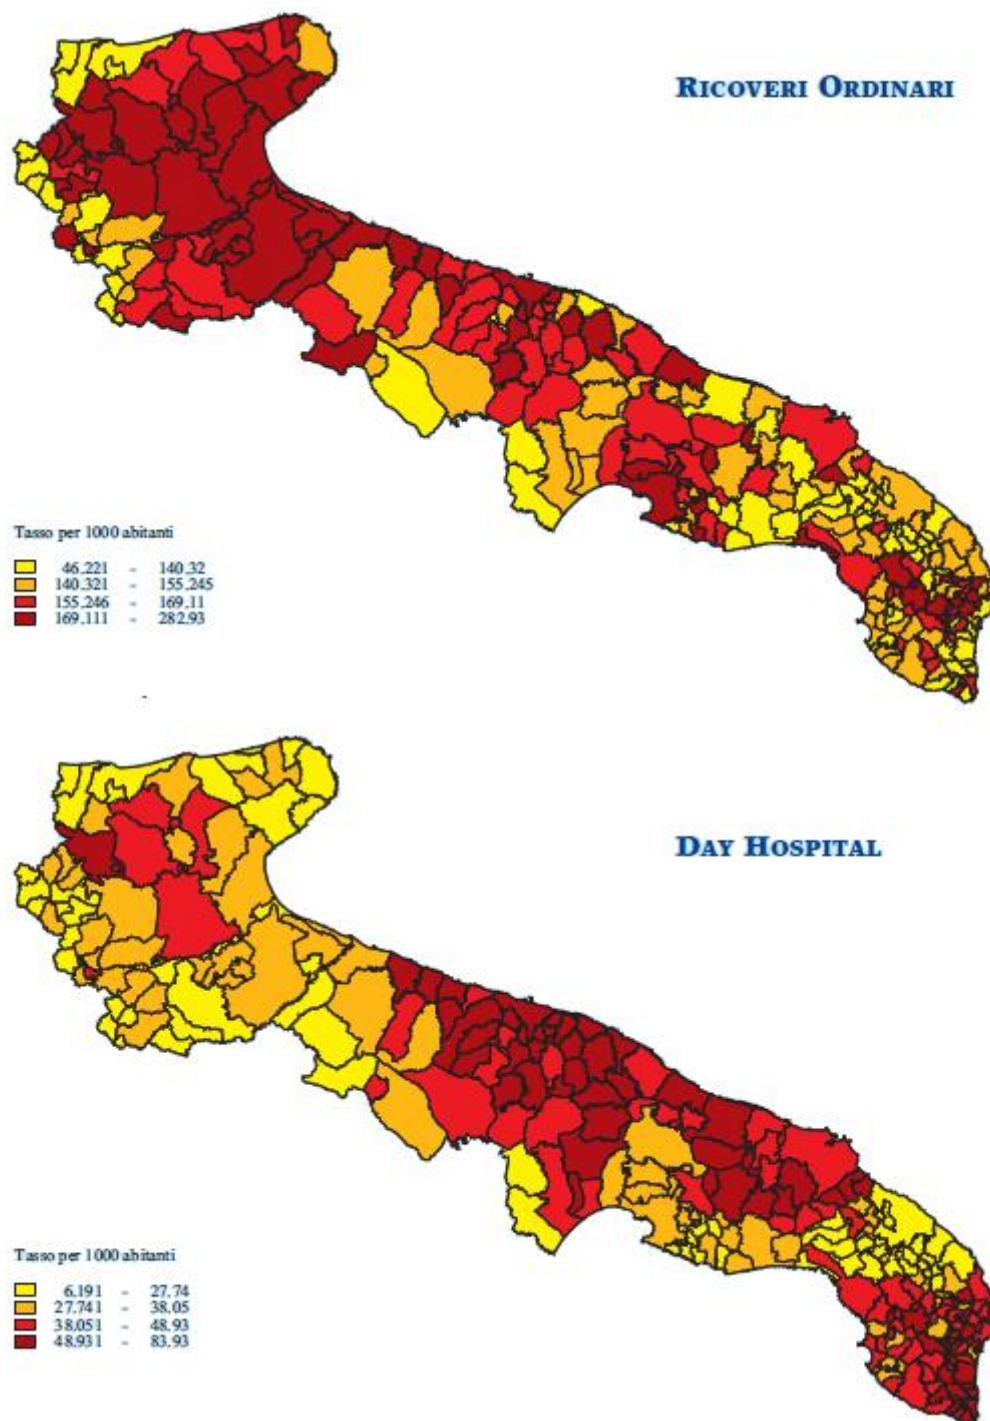 RICOVERI ORDINARI
Tasso per 1000 abitanti
46,221 - 140,32
140,321 - 155,245
155,246 - 169,11
169,111 - 282,93
DAY HOSPITAL
Tasso per 1000 abitanti
6,191 - 27,74
27,741 - 38,05
38,051 - 48,93
48,931 - 83,93